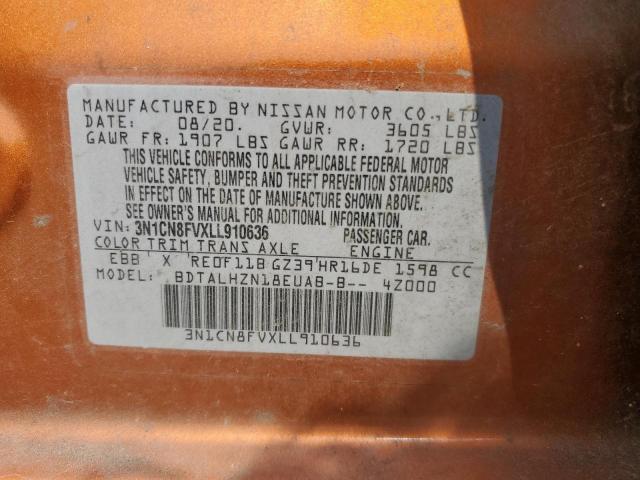 MANUFACTURED BY NISSAN MOTOR CO., LTD.
DATE: 08/20. GVWR: 3605 LBS
GAWR FR: 1907 LBS GAWR RR: 1720 LBS
THIS VEHICLE CONFORMS TO ALL APPLICABLE FEDERAL MOTOR
VEHICLE SAFETY, BUMPER AND THEFT PREVENTION STANDARDS
IN EFFECT ON THE DATE OF MANUFACTURE SHOWN ABOVE.
SEE OWNER'S MANUAL FOR ADDITIONAL INFORMATION.
VIN: 3N1CN8FVXLL910636 PASSENGER CAR.
COLOR TRIM TRANS AXLE ENGINE
EBB X RE0F11B GZ39 HR16DE 1598 CC
MODEL: BDTALHZN18EUA8-B-- 4Z000
3N1CN8FVXLL910636